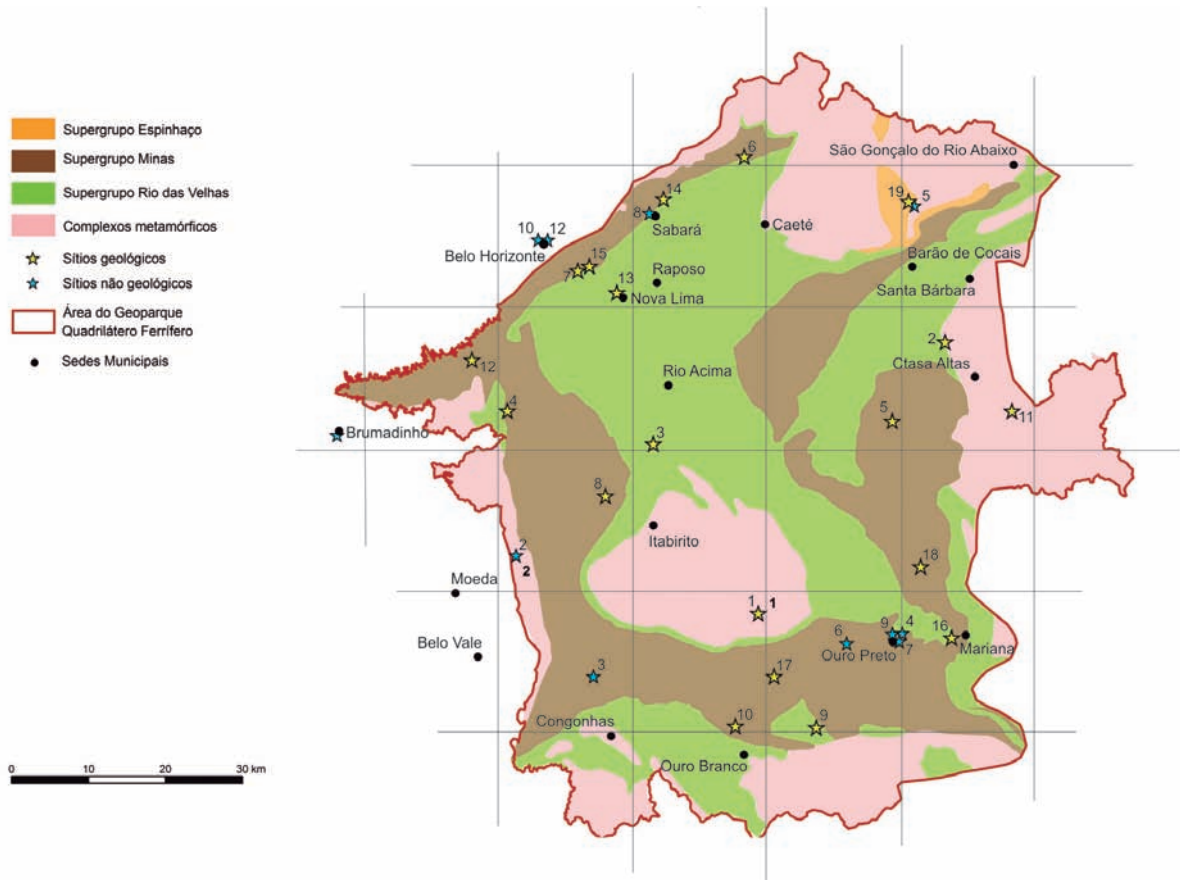 Supergrupo Espinhaço
Supergrupo Minas
Supergrupo Rio das Velhas
Complexos metamórficos
Sítios geológicos
Sítios não geológicos
Área do Geoparque
Quadrilátero Ferrífero
Sedes Municipais
0 10 20 30 km
6
São Gonçalo do Rio Abaixo
14
8
Sabará
19
5
10
12
Belo Horizonte
Caeté
15
7
Raposo
13
Nova Lima
Barão de Cocais
Santa Bárbara
12
2
Ctasa Altas
Rio Acima
4
5
11
Brumadinho
3
8
Itabirito
2
2
18
Moeda
1
1
Belo Vale
6
9
4
16
Ouro Preto
7
Mariana
3
17
Congonhas
10
9
Ouro Branco